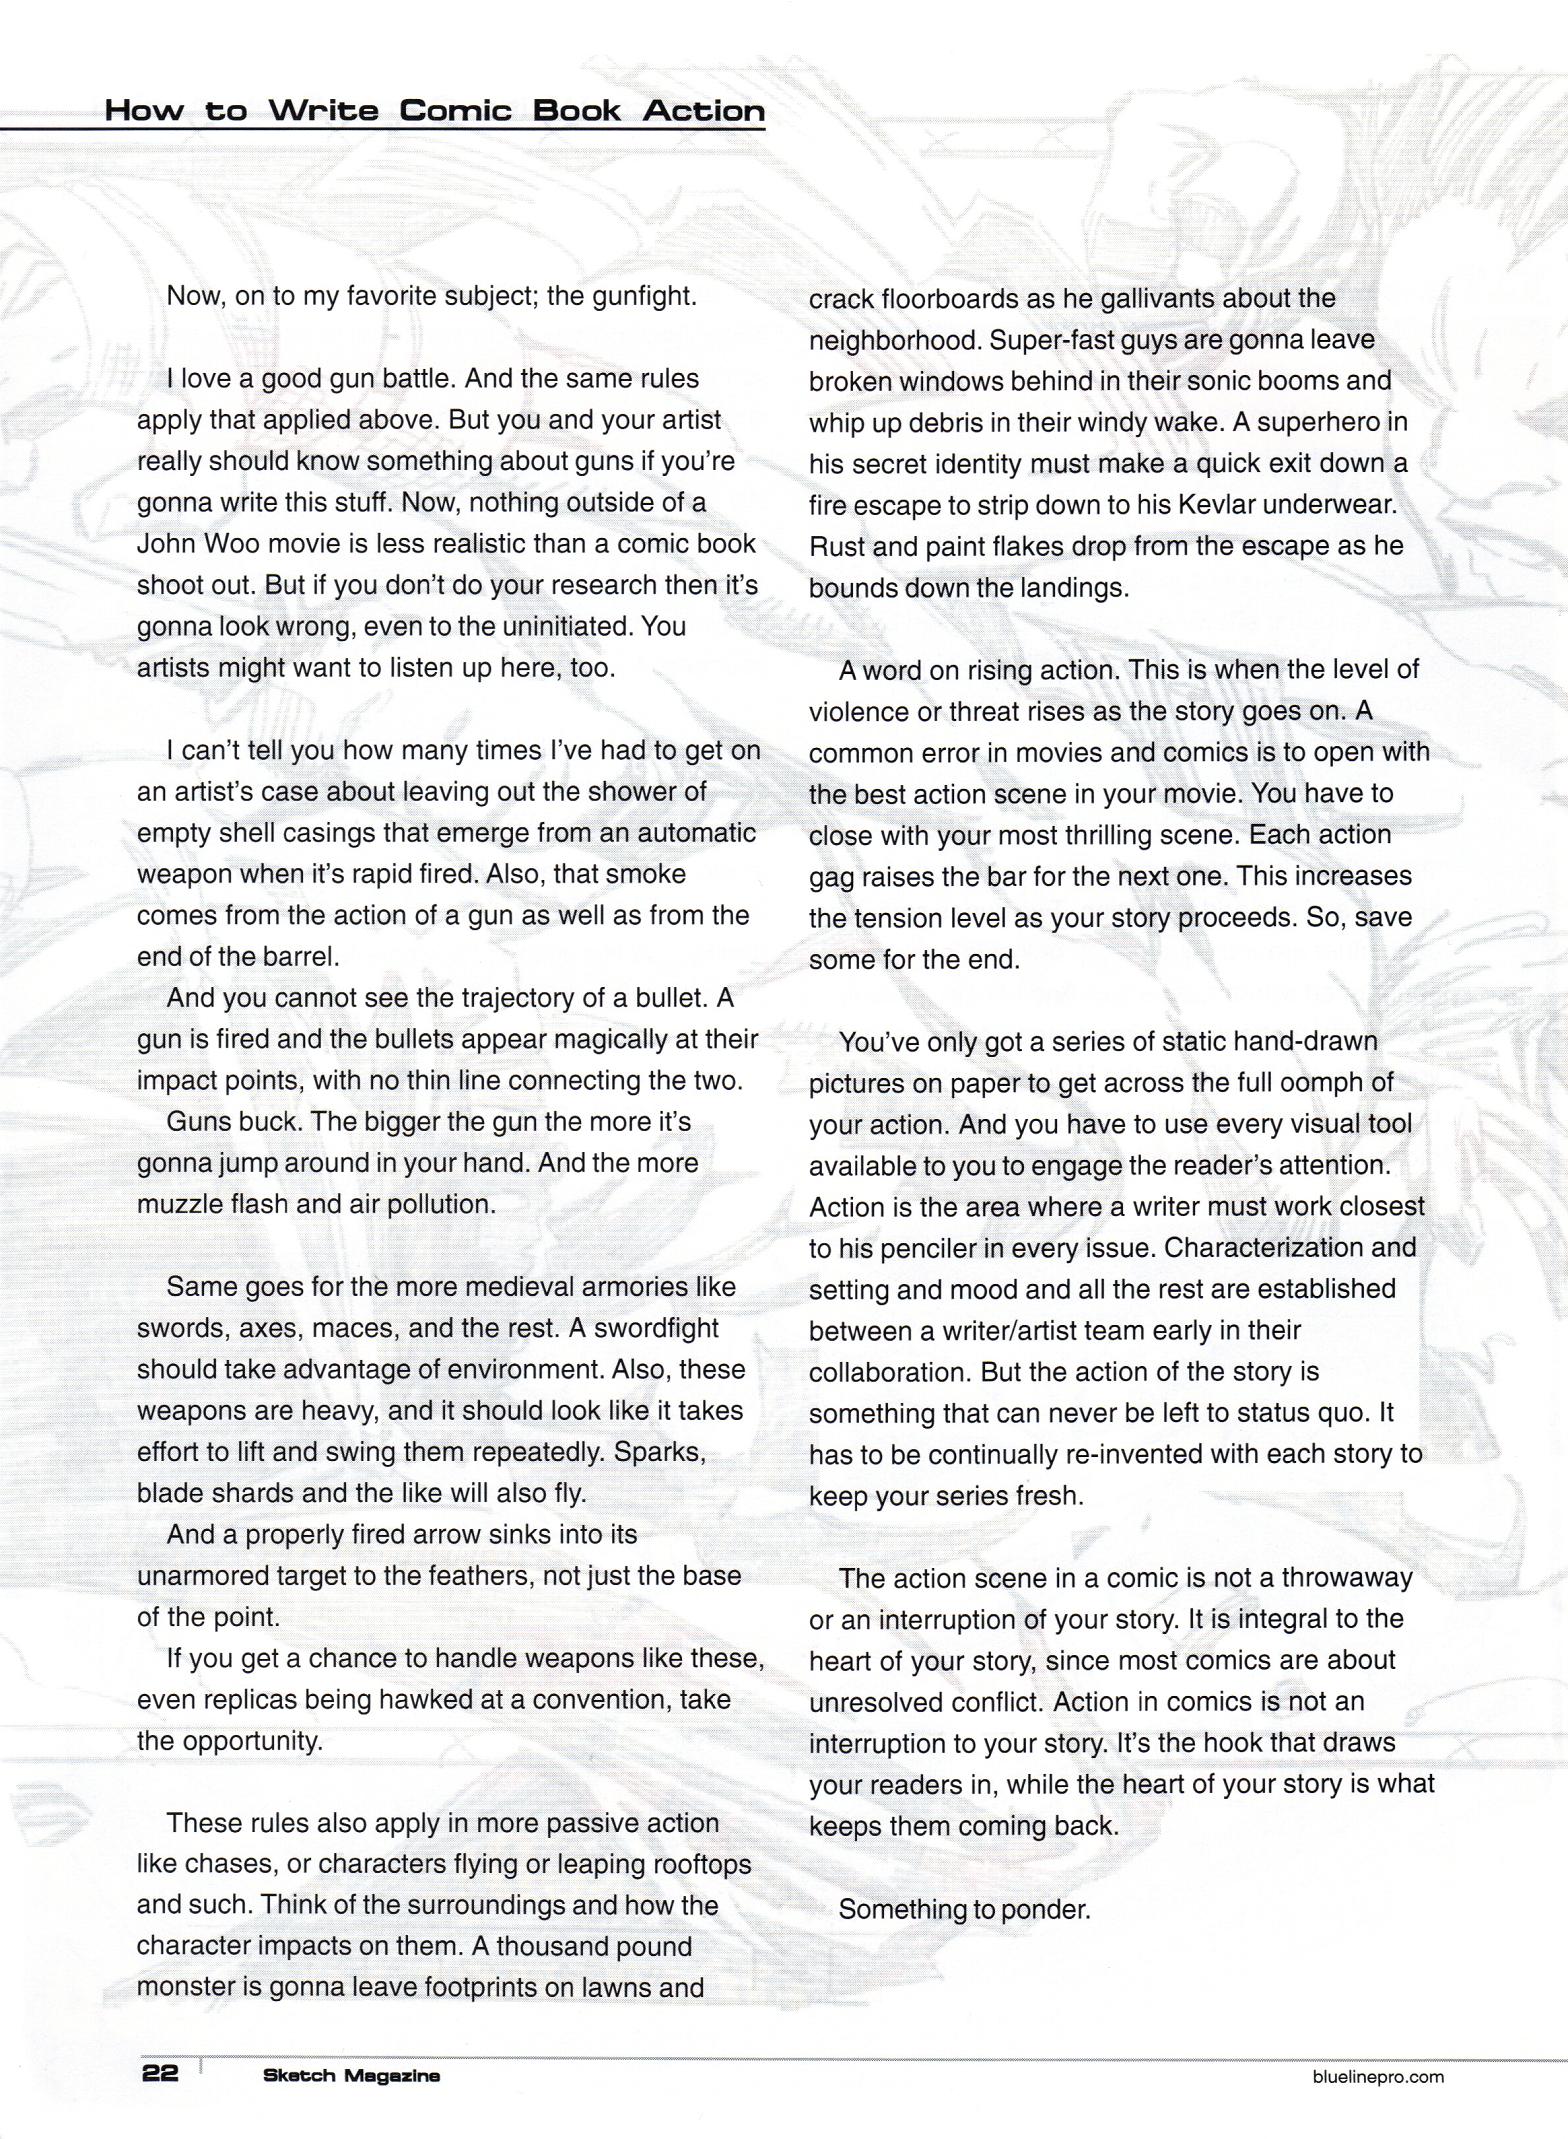 How to Write Comic Book Action
Now, on to my favorite subject; the gunfight.
I love a good gun battle. And the same rules
apply that applied above. But you and your artist
really should know something about guns if you're
gonna write this stuff. Now, nothing outside of a
John Woo movie is less realistic than a comic book
shoot out. But if you don't do your research then it's
gonna look wrong, even to the uninitiated. You
artists might want to listen up here, too.
I can't tell you how many times I've had to get on
an artist's case about leaving out the shower of
empty shell casings that emerge from an automatic
weapon when it's rapid fired. Also, that smoke
comes from the action of a gun as well as from the
end of the barrel.
And you cannot see the trajectory of a bullet. A
gun is fired and the bullets appear magically at their
impact points, with no thin line connecting the two.
Guns buck. The bigger the gun the more it's
gonna jump around in your hand. And the more
muzzle flash and air pollution.
Same goes for the more medieval armories like
swords, axes, maces, and the rest. A swordfight
should take advantage of environment. Also, these
weapons are heavy, and it should look like it takes
effort to lift and swing them repeatedly. Sparks,
blade shards and the like will also fly.
And a properly fired arrow sinks into its
unarmored target to the feathers, not just the base
of the point.
If you get a chance to handle weapons like these,
even replicas being hawked at a convention, take
the opportunity.
These rules also apply in more passive action
like chases, or characters flying or leaping rooftops
and such. Think of the surroundings and how the
character impacts on them. A thousand pound
monster is gonna leave footprints on lawns and
crack floorboards as he gallivants about the
neighborhood. Super-fast guys are gonna leave
broken windows behind in their sonic booms and
whip up debris in their windy wake. A superhero in
his secret identity must make a quick exit down a
fire escape to strip down to his Kevlar underwear.
Rust and paint flakes drop from the escape as he
bounds down the landings.
A word on rising action. This is when the level of
violence or threat rises as the story goes on. A
common error in movies and comics is to open with
the best action scene in your movie. You have to
close with your most thrilling scene. Each action
gag raises the bar for the next one. This increases
the tension level as your story proceeds. So, save
some for the end.
You've only got a series of static hand-drawn
pictures on paper to get across the full oomph of
your action. And you have to use every visual tool
available to you to engage the reader's attention.
Action is the area where a writer must work closest
to his penciler in every issue. Characterization and
setting and mood and all the rest are established
between a writer/artist team early in their
collaboration. But the action of the story is
something that can never be left to status quo. It
has to be continually re-invented with each story to
keep your series fresh.
The action scene in a comic is not a throwaway
or an interruption of your story. It is integral to the
heart of your story, since most comics are about
unresolved conflict. Action in comics is not an
interruption to your story. It's the hook that draws
your readers in, while the heart of your story is what
keeps them coming back.
Something to ponder.
22 Sketch Magazine
bluelinepro.com